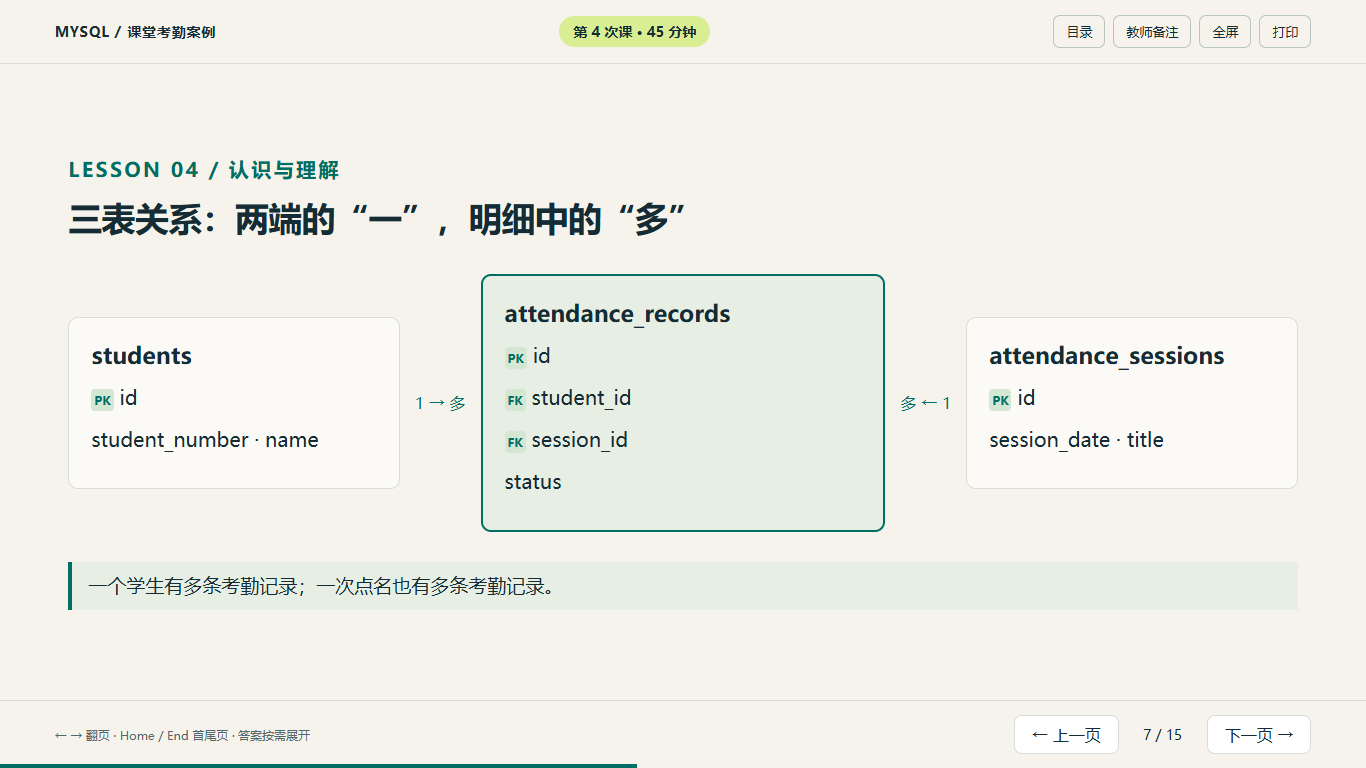 MYSQL / 课堂考勤案例
第 4 次课 • 45 分钟
目录
教师备注
全屏
打印
LESSON 04 / 认识与理解
三表关系：两端的“一”，明细中的“多”
students
PK id
student_number · name
1 → 多
attendance_records
PK id
FK student_id
FK session_id
status
多 ← 1
attendance_sessions
PK id
session_date · title
一个学生有多条考勤记录；一次点名也有多条考勤记录。
← → 翻页 · Home / End 首尾页 · 答案按需展开
← 上一页
7 / 15
下一页 →